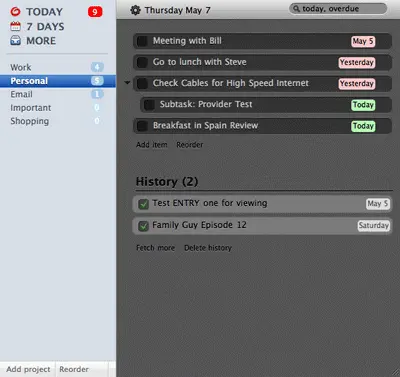 TODAY 9
7 DAYS
MORE
Work 4
Personal 5
Email 1
Important 0
Shopping 0
Add project Reorder
Thursday May 7
today, overdue
Meeting with Bill May 5
Go to lunch with Steve Yesterday
Check Cables for High Speed Internet Yesterday
Subtask: Provider Test Today
Breakfast in Spain Review Today
Add item Reorder
History (2)
Test ENTRY one for viewing May 5
Family Guy Episode 12 Saturday
Fetch more Delete history